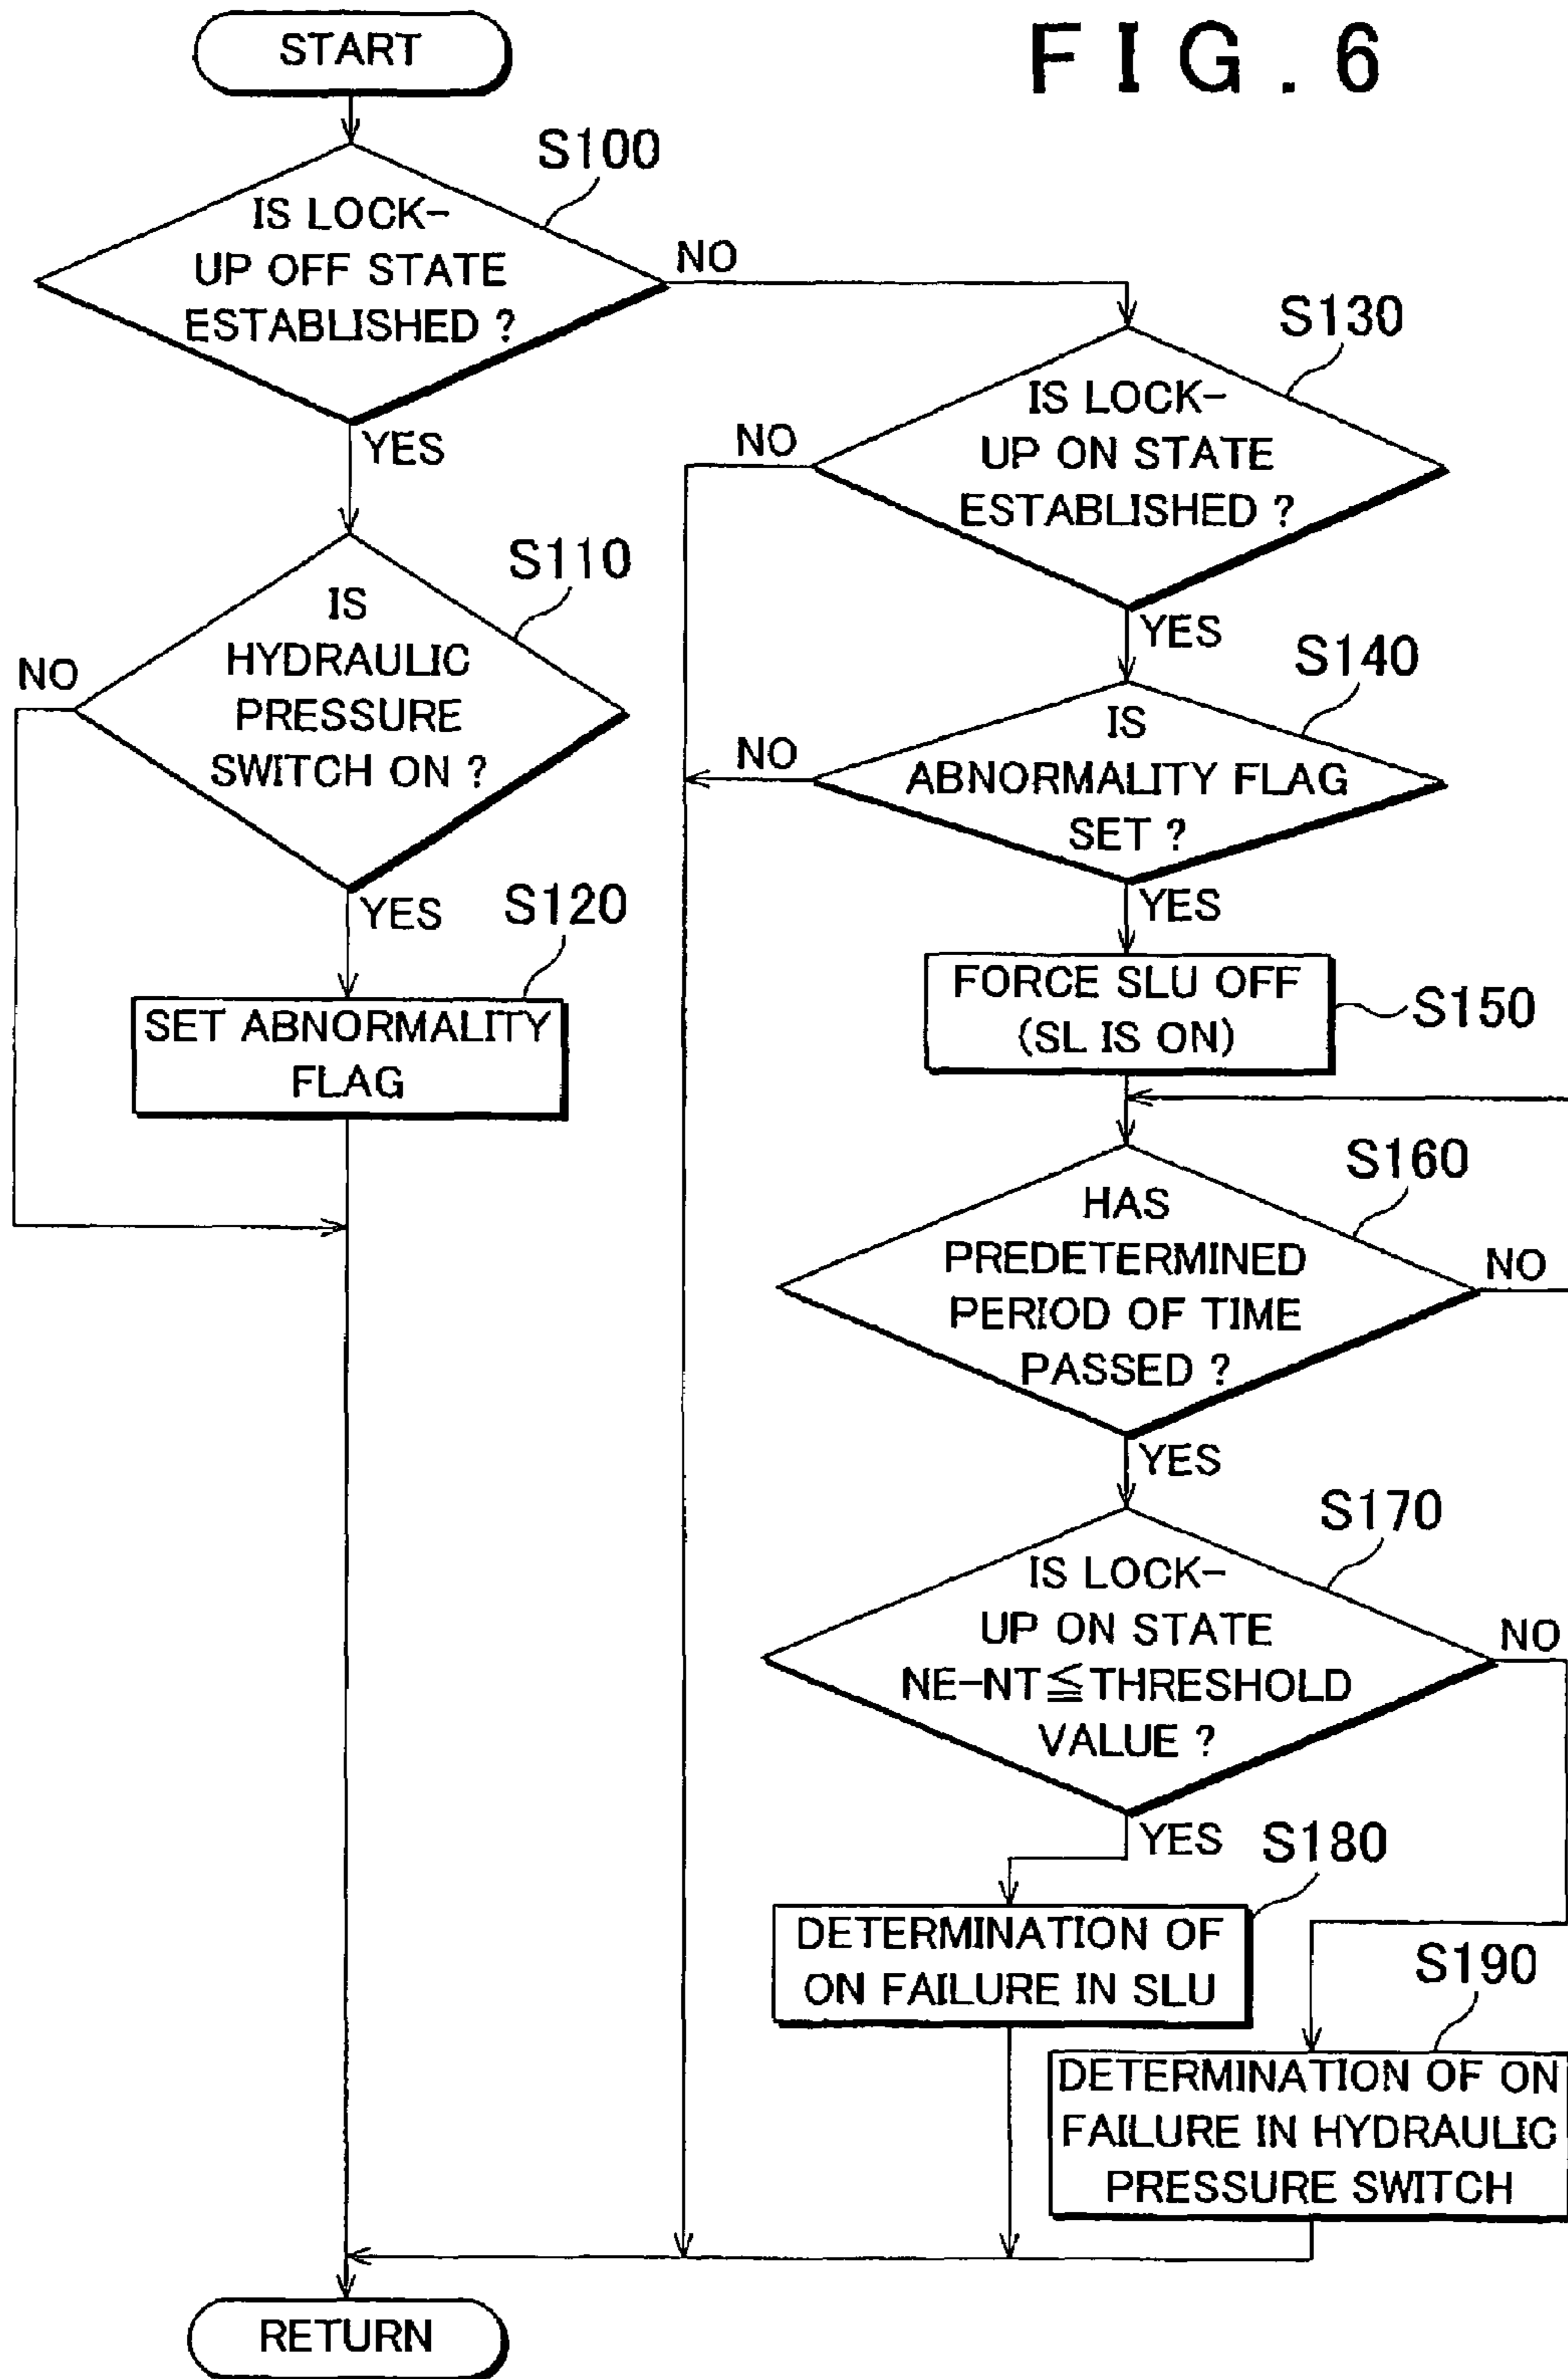 FIG. 6
START
S100
IS LOCK-
UP OFF STATE
ESTABLISHED ?
NO
YES
S110
IS
HYDRAULIC
PRESSURE
SWITCH ON ?
NO
YES
S120
SET ABNORMALITY
FLAG
S130
IS LOCK-
UP ON STATE
ESTABLISHED ?
NO
YES
S140
IS
ABNORMALITY FLAG
SET ?
NO
YES
FORCE SLU OFF
(SL IS ON)
S150
S160
HAS
PREDETERMINED
PERIOD OF TIME
PASSED ?
NO
YES
S170
IS LOCK-
UP ON STATE
NE-NT≦THRESHOLD
VALUE ?
NO
YES
S180
DETERMINATION OF
ON FAILURE IN SLU
S190
DETERMINATION OF ON
FAILURE IN HYDRAULIC
PRESSURE SWITCH
RETURN